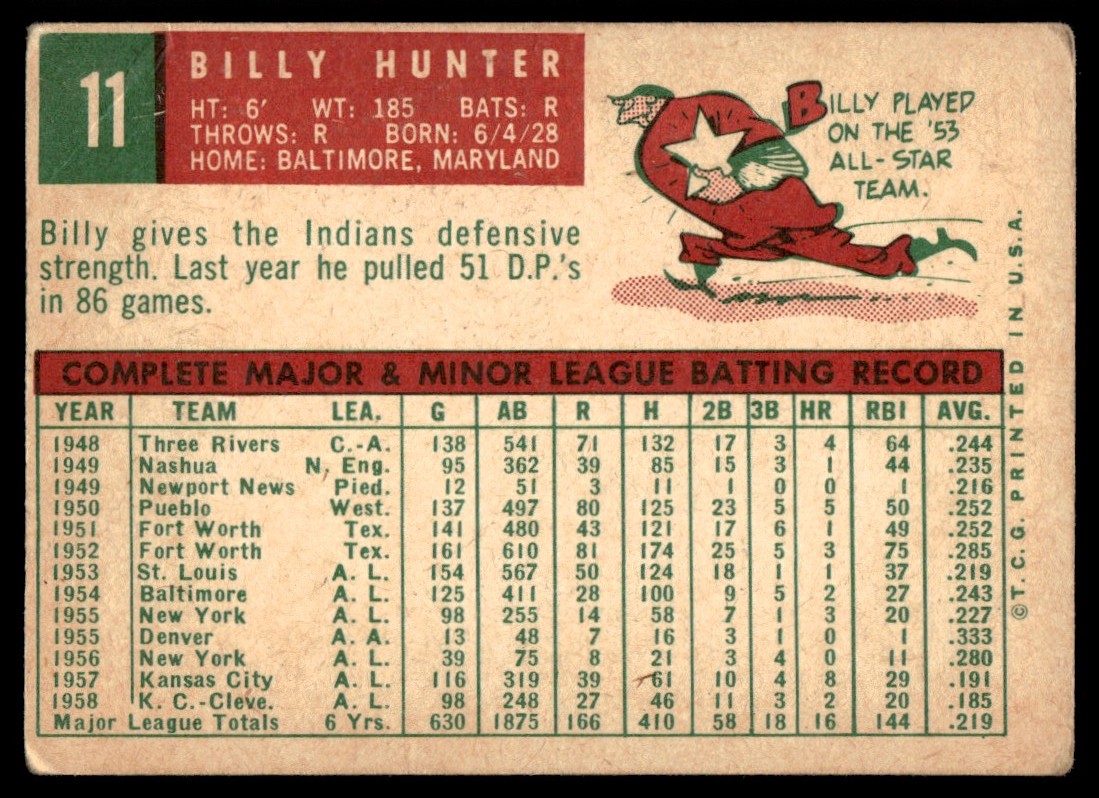 11
BILLY HUNTER
HT: 6' WT: 185 BATS: R
THROWS: R BORN: 6/4/28
HOME: BALTIMORE, MARYLAND
BILLY PLAYED
ON THE '53
ALL-STAR
TEAM.
Billy gives the Indians defensive
strength. Last year he pulled 51 D.P.'s
in 86 games.
COMPLETE MAJOR & MINOR LEAGUE BATTING RECORD
YEAR TEAM LEA. G AB R H 2B 3B HR RBI AVG.
1948 Three Rivers C.-A. 138 541 71 132 17 3 4 64 .244
1949 Nashua N. Eng. 95 362 39 85 15 3 1 44 .235
1949 Newport News Pied. 12 51 3 11 1 0 0 1 .216
1950 Pueblo West. 137 497 80 125 23 5 5 50 .252
1951 Fort Worth Tex. 141 480 43 121 17 6 1 49 .252
1952 Fort Worth Tex. 161 610 81 174 25 5 3 75 .285
1953 St. Louis A. L. 154 567 50 124 18 1 1 37 .219
1954 Baltimore A. L. 125 411 28 100 9 5 2 27 .243
1955 New York A. L. 98 255 14 58 7 1 3 20 .227
1955 Denver A. A. 13 48 7 16 3 1 0 1 .333
1956 New York A. L. 39 75 8 21 3 4 0 11 .280
1957 Kansas City A. L. 116 319 39 61 10 4 8 29 .191
1958 K. C.-Cleve. A. L. 98 248 27 46 11 3 2 20 .185
Major League Totals 6 Yrs. 630 1875 166 410 58 18 16 144 .219
©T.C.G. PRINTED IN U.S.A.